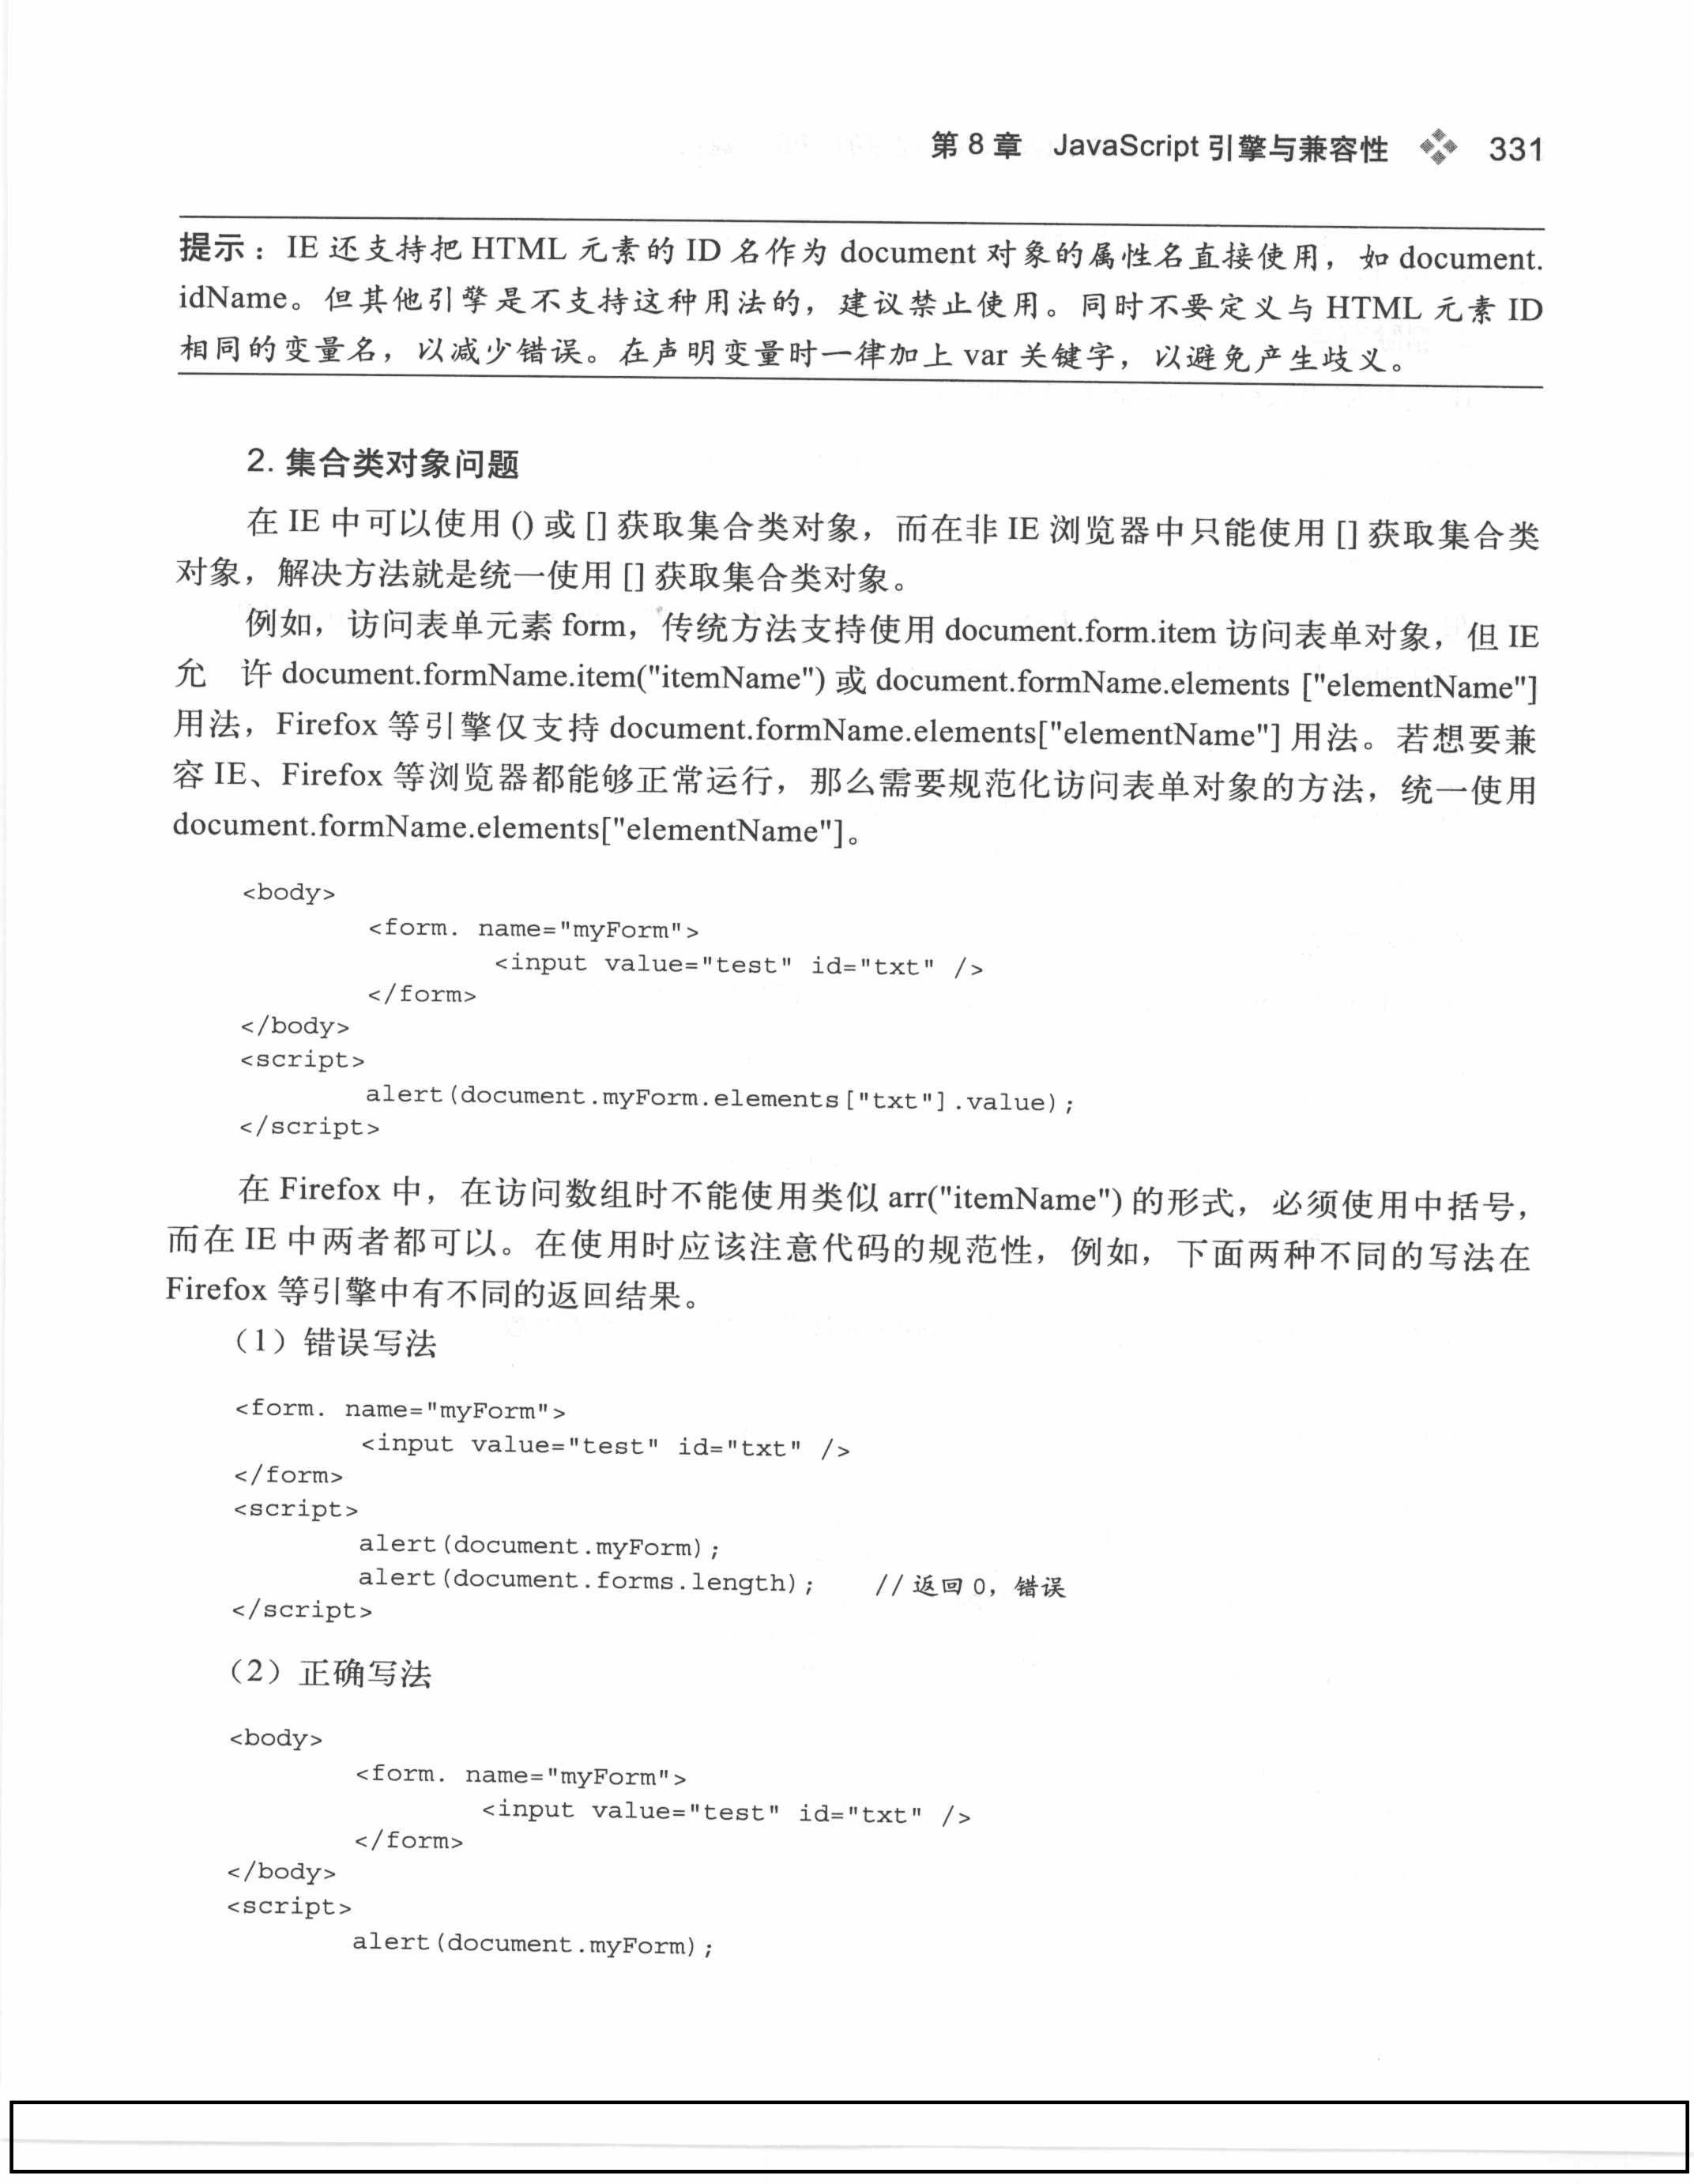 第 8 章 JavaScript 引擎与兼容性 331
提示：IE 还支持把 HTML 元素的 ID 名作为 document 对象的属性名直接使用，如 document.
idName。但其他引擎是不支持这种用法的，建议禁止使用。同时不要定义与 HTML 元素 ID
相同的变量名，以减少错误。在声明变量时一律加上 var 关键字，以避免产生歧义。
2. 集合类对象问题
在 IE 中可以使用 () 或 [] 获取集合类对象，而在非 IE 浏览器中只能使用 [] 获取集合类
对象，解决方法就是统一使用 [] 获取集合类对象。
例如，访问表单元素 form，传统方法支持使用 document.form.item 访问表单对象，但 IE
允 许 document.formName.item("itemName") 或 document.formName.elements ["elementName"]
用法，Firefox 等引擎仅支持 document.formName.elements["elementName"] 用法。若想要兼
容 IE、Firefox 等浏览器都能够正常运行，那么需要规范化访问表单对象的方法，统一使用
document.formName.elements["elementName"]。
<body>
<form. name="myForm">
<input value="test" id="txt" />
</form>
</body>
<script>
alert(document.myForm.elements["txt"].value);
</script>
在 Firefox 中，在访问数组时不能使用类似 arr("itemName") 的形式，必须使用中括号，
而在 IE 中两者都可以。在使用时应该注意代码的规范性，例如，下面两种不同的写法在
Firefox 等引擎中有不同的返回结果。
（1）错误写法
<form. name="myForm">
<input value="test" id="txt" />
</form>
<script>
alert(document.myForm);
alert(document.forms.length); // 返回 0，错误
</script>
（2）正确写法
<body>
<form. name="myForm">
<input value="test" id="txt" />
</form>
</body>
<script>
alert(document.myForm);